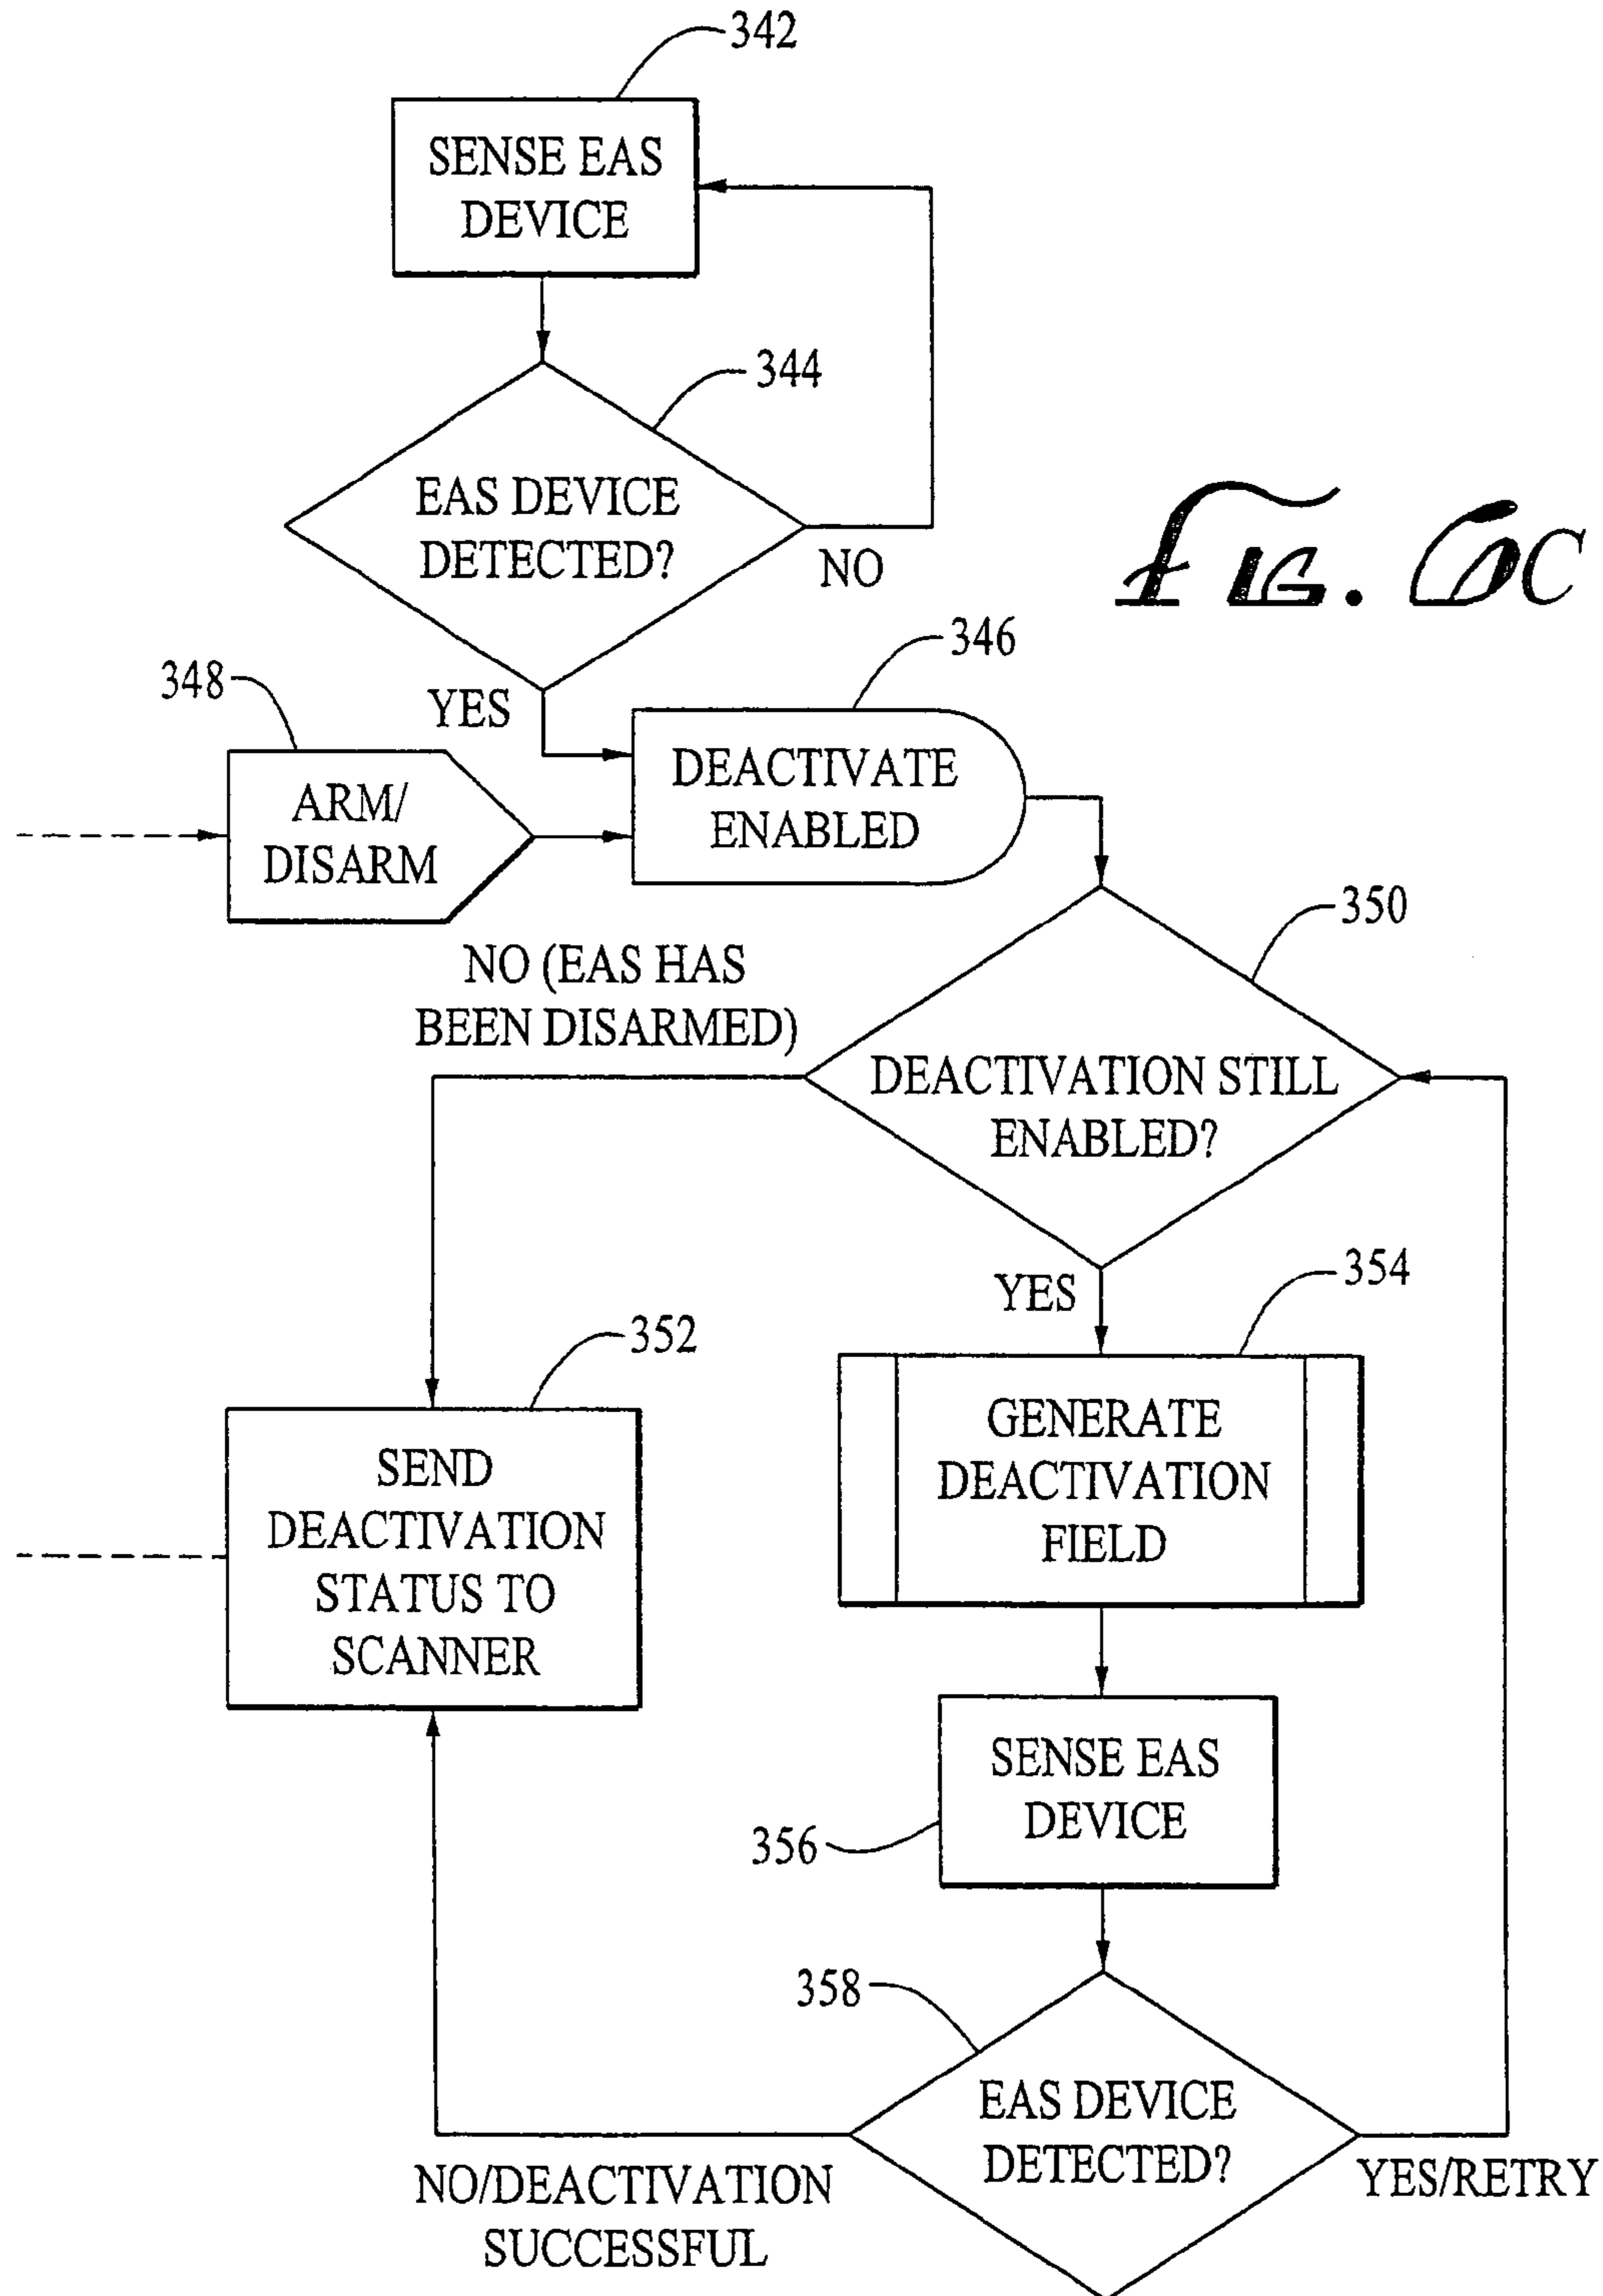 342
SENSE EAS
DEVICE
344
EAS DEVICE
DETECTED?
NO
FIG. 6C
346
348
YES
DEACTIVATE
ENABLED
ARM/
DISARM
350
NO (EAS HAS
BEEN DISARMED)
DEACTIVATION STILL
ENABLED?
YES
354
352
GENERATE
DEACTIVATION
FIELD
SEND
DEACTIVATION
STATUS TO
SCANNER
SENSE EAS
DEVICE
356
358
EAS DEVICE
DETECTED?
NO/DEACTIVATION
SUCCESSFUL
YES/RETRY